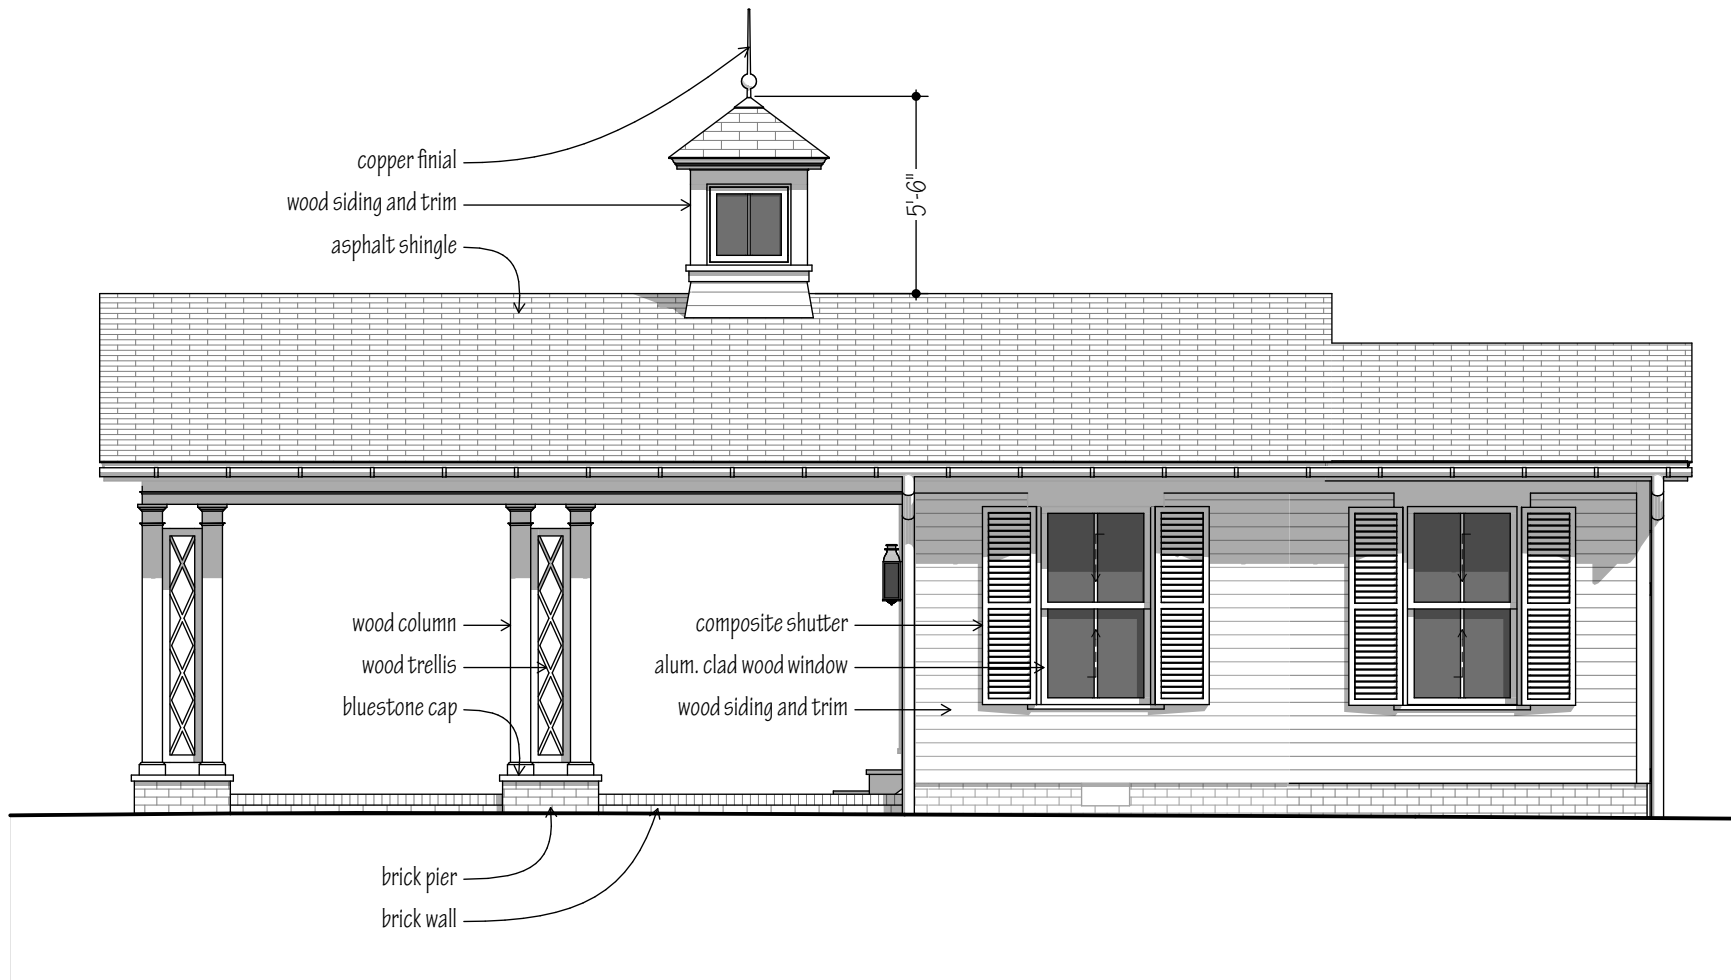 copper finial
wood siding and trim
asphalt shingle
5'-6"
wood column
wood trellis
bluestone cap
composite shutter
alum. clad wood window
wood siding and trim
brick pier
brick wall